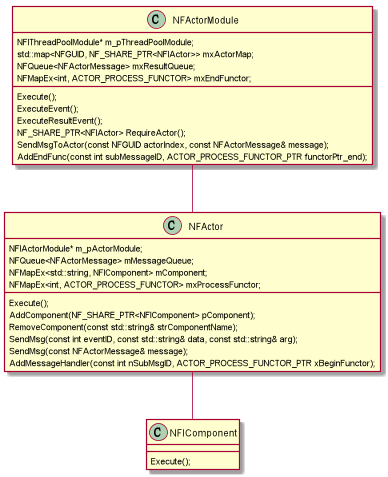 C NFActorModule
NFIThreadPoolModule* m_pThreadPoolModule;
std::map<NFGUID, NF_SHARE_PTR<NFIActor>> mxActorMap;
NFQueue<NFActorMessage> mxResultQueue;
NFMapEx<int, ACTOR_PROCESS_FUNCTOR> mxEndFunctor;
Execute();
ExecuteEvent();
ExecuteResultEvent();
NF_SHARE_PTR<NFIActor> RequireActor();
SendMsgToActor(const NFGUID actorIndex, const NFActorMessage& message);
AddEndFunc(const int subMessageID, ACTOR_PROCESS_FUNCTOR_PTR functorPtr_end);
C NFActor
NFIActorModule* m_pActorModule;
NFQueue<NFActorMessage> mMessageQueue;
NFMapEx<std::string, NFIComponent> mComponent;
NFMapEx<int, ACTOR_PROCESS_FUNCTOR> mxProcessFunctor;
Execute();
AddComponent(NF_SHARE_PTR<NFIComponent> pComponent);
RemoveComponent(const std::string& strComponentName);
SendMsg(const int eventID, const std::string& data, const std::string& arg);
SendMsg(const NFActorMessage& message);
AddMessageHandler(const int nSubMsgID, ACTOR_PROCESS_FUNCTOR_PTR xBeginFunctor);
C NFIComponent
Execute();